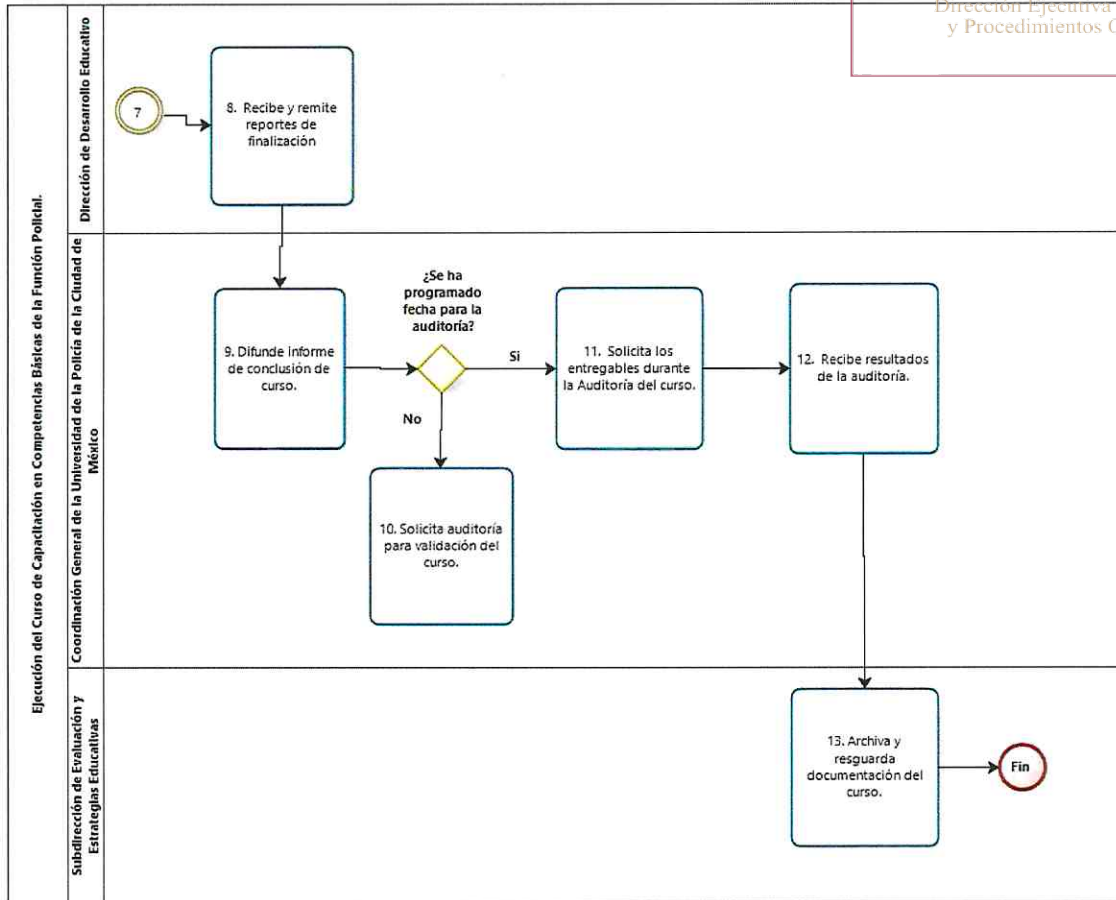 Dirección Ejecutiva
y Procedimientos
Ejecución del Curso de Capacitación en Competencias Básicas de la Función Policial.
Dirección de Desarrollo Educativo
7
8. Recibe y remite
reportes de
finalización
Coordinación General de la Universidad de la Policía de la Ciudad de
México
9. Difunde informe
de conclusión de
curso.
¿Se ha
programado
fecha para la
auditoría?
Si
No
10. Solicita auditoría
para validación del
curso.
11. Solicita los
entregables durante
la Auditoría del curso.
12. Recibe resultados
de la auditoría.
Subdirección de Evaluación y
Estrategias Educativas
13. Archiva y
resguarda
documentación del
curso.
Fin